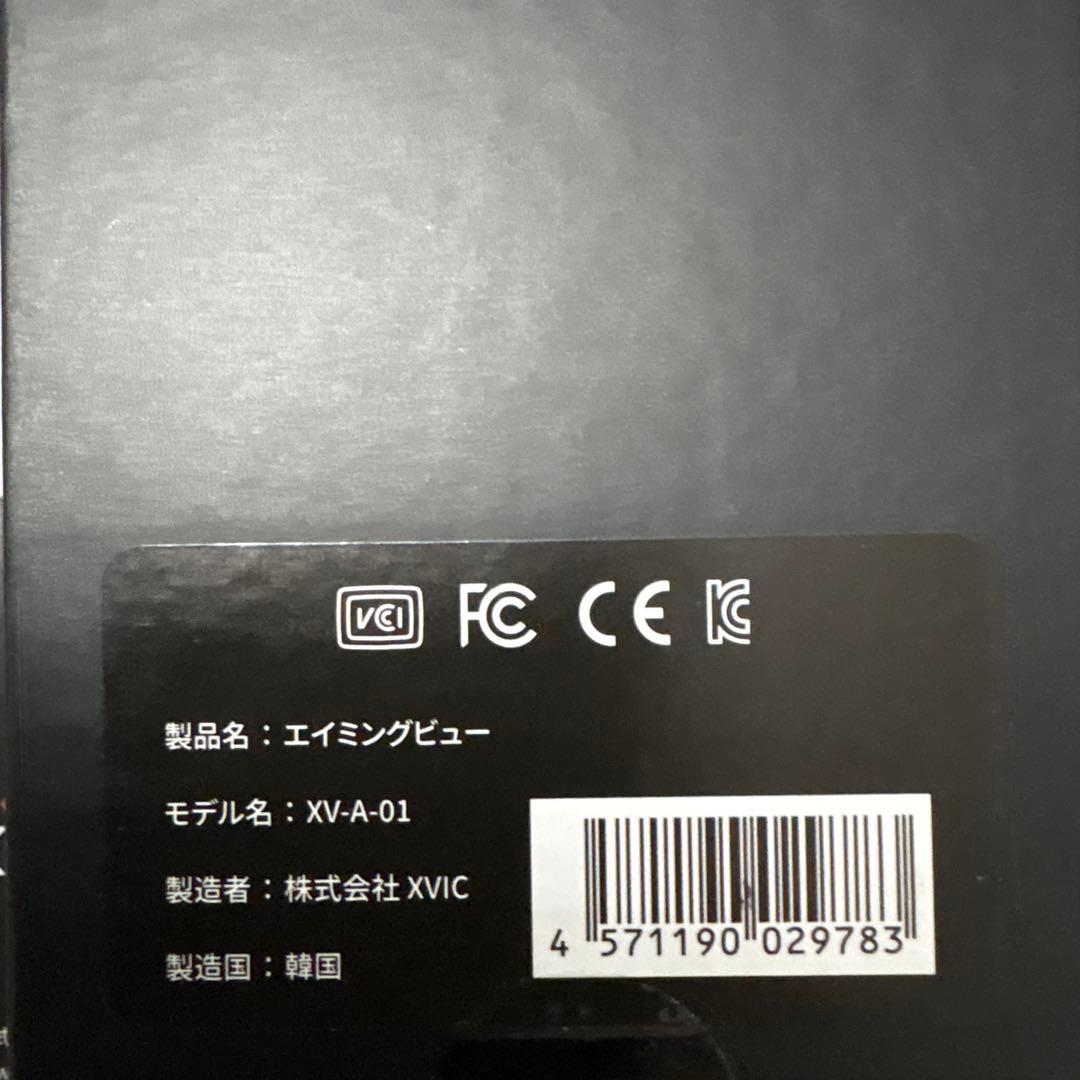 VCCI FC CE KC
製品名：エイミングビュー
モデル名：XV-A-01
製造者：株式会社 XVIC
製造国：韓国
4 571190 029783